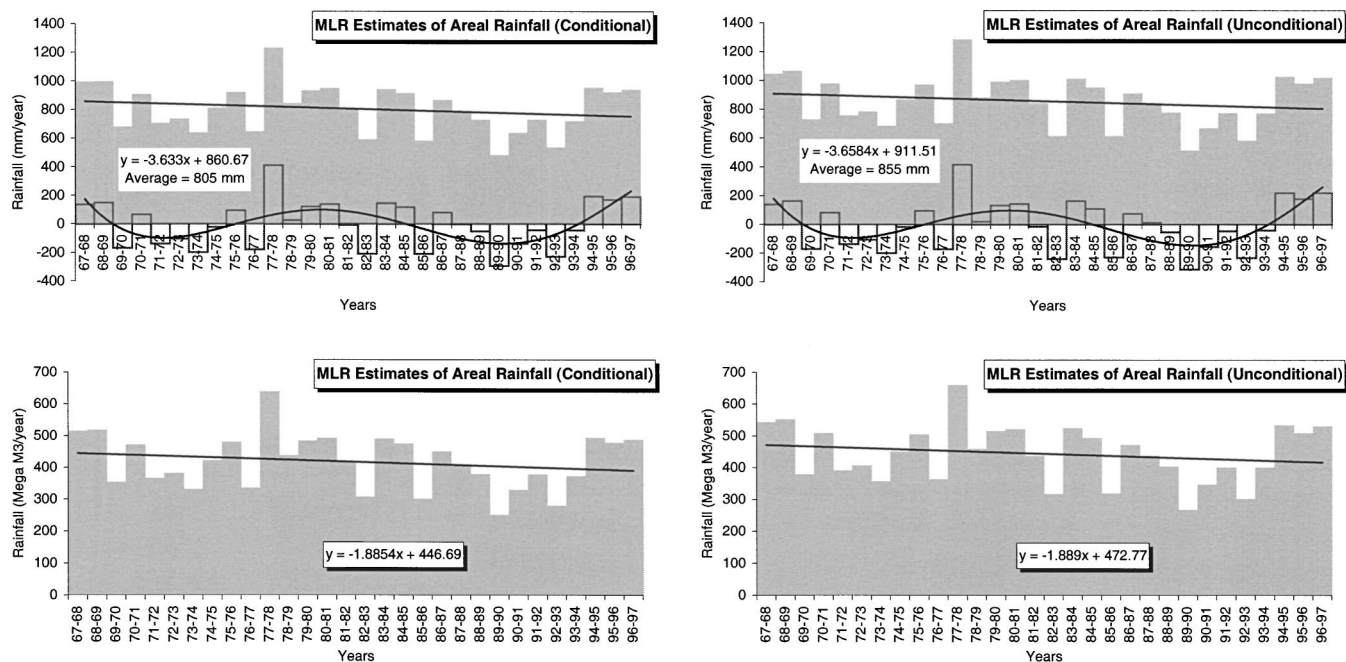 MLR Estimates of Areal Rainfall (Conditional)
1400
1200
1000
800
600
400
200
0
-200
-400
Rainfall (mm/year)
y = -3.633x + 860.67
Average = 805 mm
67-68 68-69 69-70 70-71 71-72 72-73 73-74 74-75 75-76 76-77 77-78 78-79 79-80 80-81 81-82 82-83 83-84 84-85 85-86 86-87 87-88 88-89 89-90 90-91 91-92 92-93 93-94 94-95 95-96 96-97
Years
MLR Estimates of Areal Rainfall (Unconditional)
1400
1200
1000
800
600
400
200
0
-200
-400
Rainfall (mm/year)
y = -3.6584x + 911.51
Average = 855 mm
67-68 68-69 69-70 70-71 71-72 72-73 73-74 74-75 75-76 76-77 77-78 78-79 79-80 80-81 81-82 82-83 83-84 84-85 85-86 86-87 87-88 88-89 89-90 90-91 91-92 92-93 93-94 94-95 95-96 96-97
Years
MLR Estimates of Areal Rainfall (Conditional)
700
600
500
400
300
200
100
0
Rainfall (Mega M3/year)
y = -1.8854x + 446.69
67-68 68-69 69-70 70-71 71-72 72-73 73-74 74-75 75-76 76-77 77-78 78-79 79-80 80-81 81-82 82-83 83-84 84-85 85-86 86-87 87-88 88-89 89-90 90-91 91-92 92-93 93-94 94-95 95-96 96-97
Years
MLR Estimates of Areal Rainfall (Unconditional)
700
600
500
400
300
200
100
0
Rainfall (Mega M3/year)
y = -1.889x + 472.77
67-68 68-69 69-70 70-71 71-72 72-73 73-74 74-75 75-76 76-77 77-78 78-79 79-80 80-81 81-82 82-83 83-84 84-85 85-86 86-87 87-88 88-89 89-90 90-91 91-92 92-93 93-94 94-95 95-96 96-97
Years